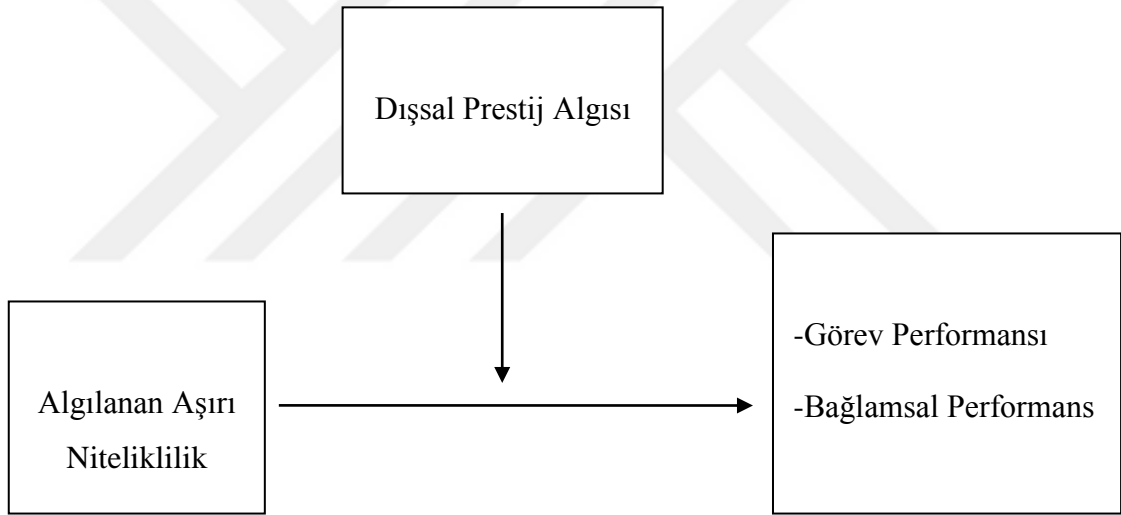 Dışsal Prestij Algısı
Algılanan Aşırı
Niteliklilik
-Görev Performansı
-Bağlamsal Performans